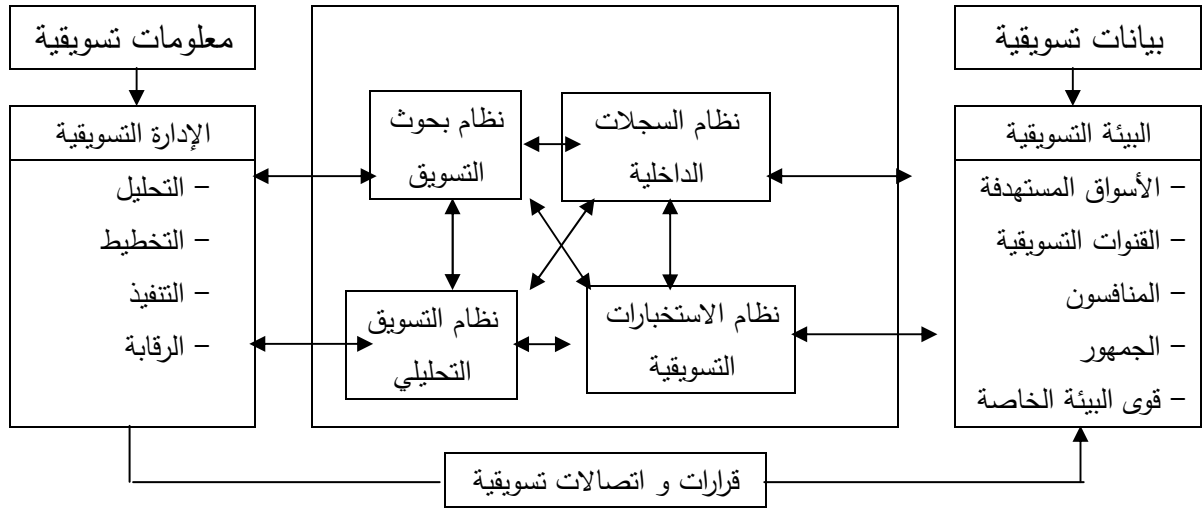 بيانات تسويقية
البيئة التسويقية
- الأسواق المستهدفة
- القنوات التسويقية
- المنافسون
- الجمهور
- قوى البيئة الخاصة
نظام السجلات
الداخلية
نظام بحوث
التسويق
نظام الاستخبارات
التسويقية
نظام التسويق
التحليلي
معلومات تسويقية
الإدارة التسويقية
- التحليل
- التخطيط
- التنفيذ
- الرقابة
قرارات و اتصالات تسويقية